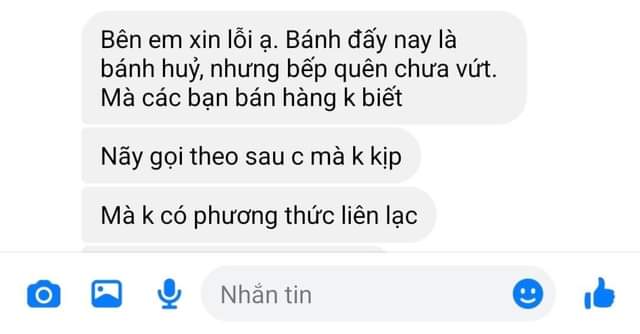 Bên em xin lỗi ạ. Bánh đấy nay là
bánh huỷ, nhưng bếp quên chưa vứt.
Mà các bạn bán hàng k biết
Nãy gọi theo sau c mà k kịp
Mà k có phương thức liên lạc
Nhắn tin